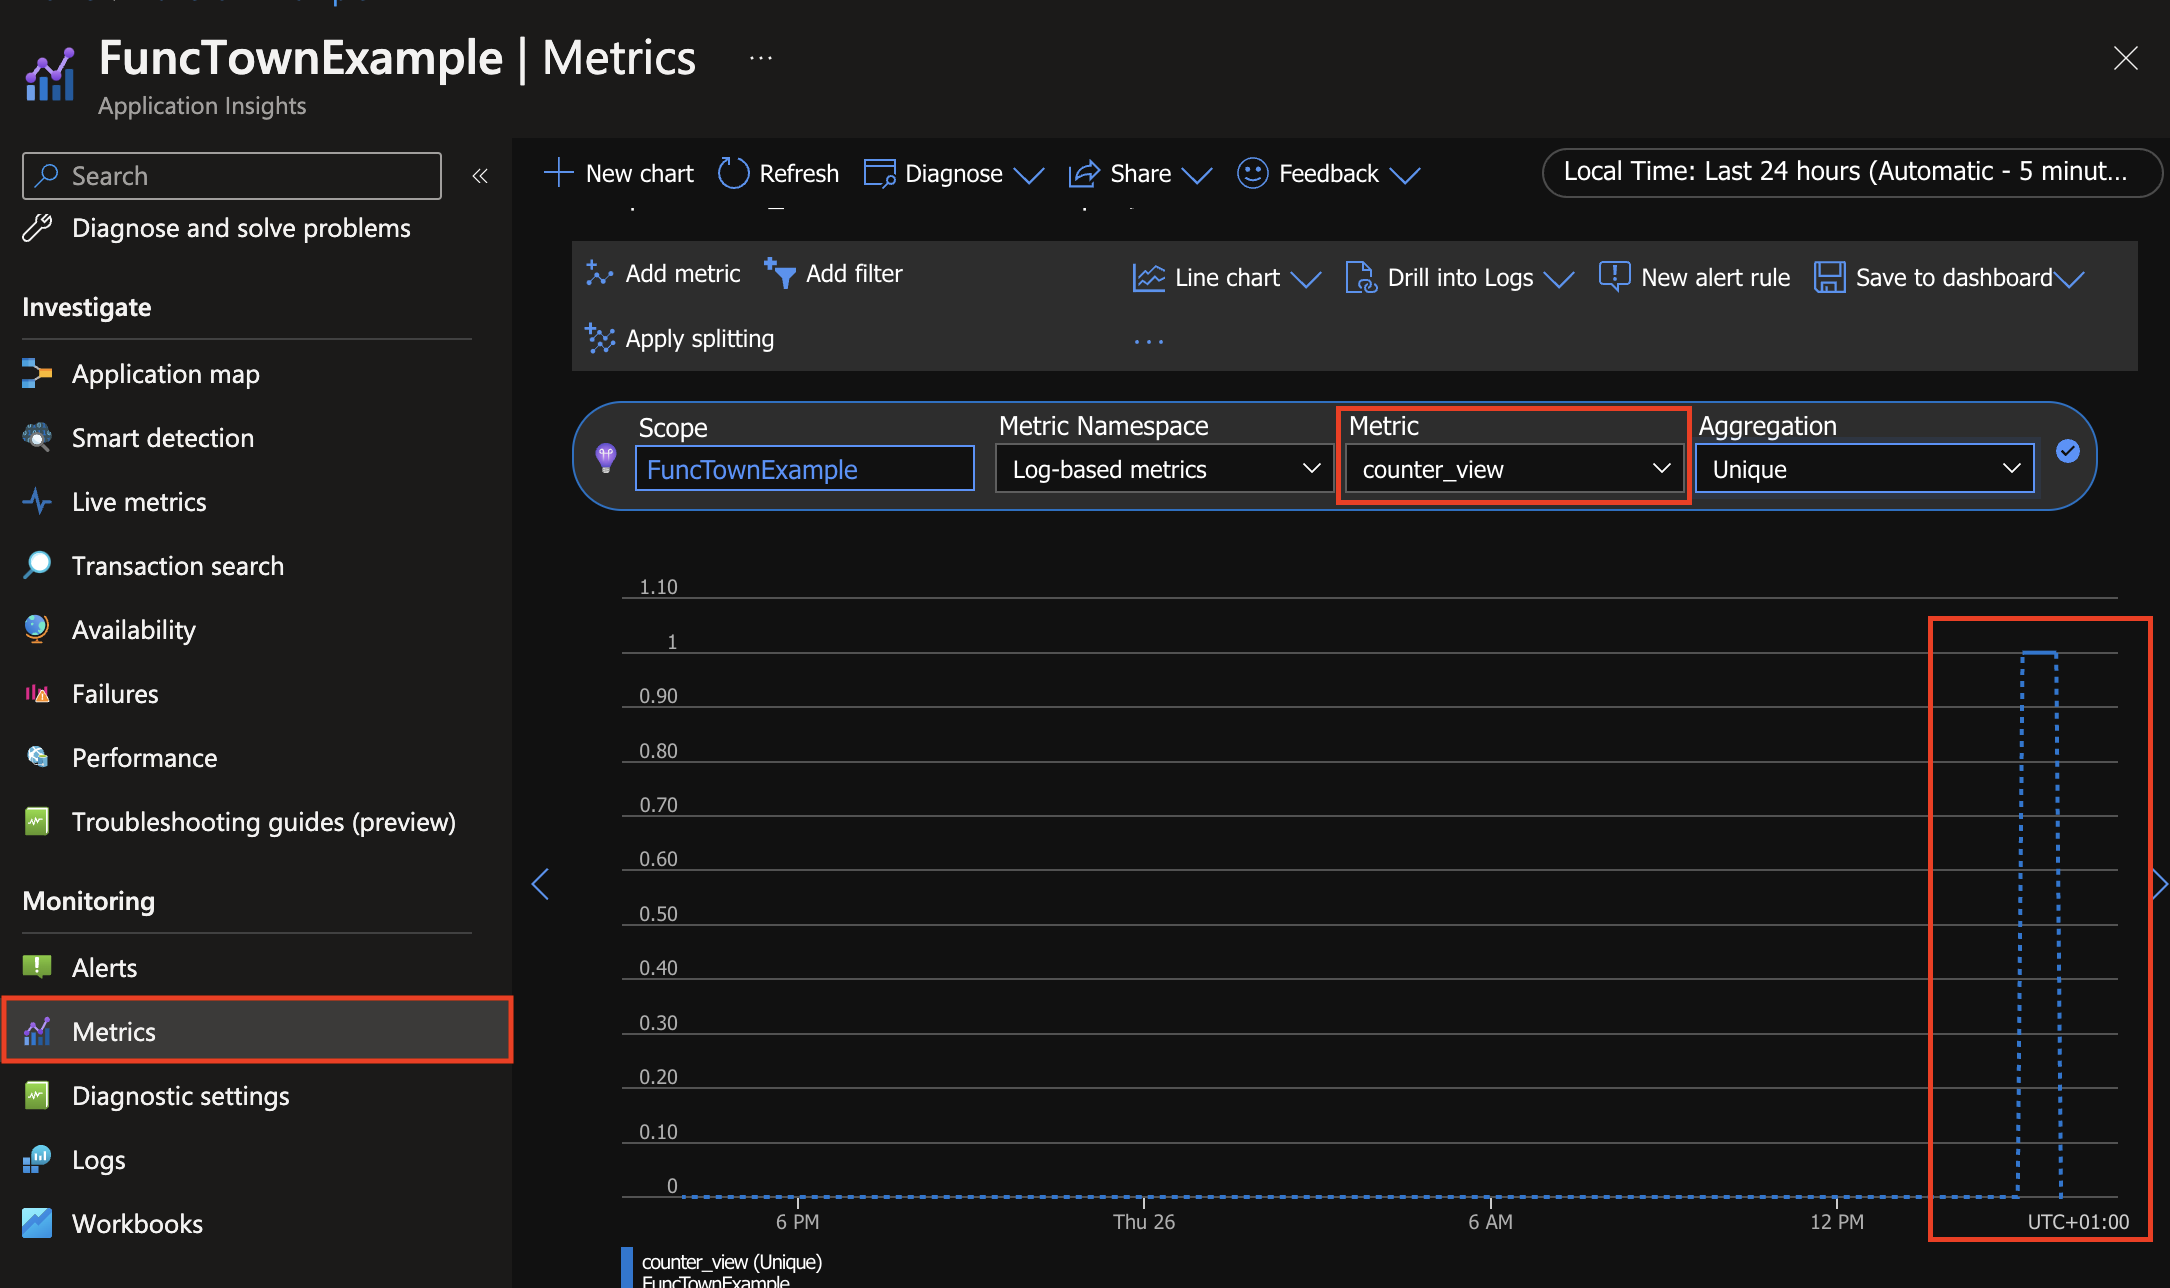 FuncTownExample | Metrics ...
Application Insights
Search
«
Diagnose and solve problems
Investigate
Application map
Smart detection
Live metrics
Transaction search
Availability
Failures
Performance
Troubleshooting guides (preview)
Monitoring
Alerts
Metrics
Diagnostic settings
Logs
Workbooks
New chart Refresh Diagnose Share Feedback Local Time: Last 24 hours (Automatic - 5 minut...
Add metric Add filter Line chart Drill into Logs New alert rule Save to dashboard
Apply splitting ...
Scope Metric Namespace Metric Aggregation
FuncTownExample Log-based metrics counter_view Unique
1.10
1
0.90
0.80
0.70
0.60
0.50
0.40
0.30
0.20
0.10
0
6 PM Thu 26 6 AM 12 PM UTC+01:00
counter_view (Unique)
FuncTownExample